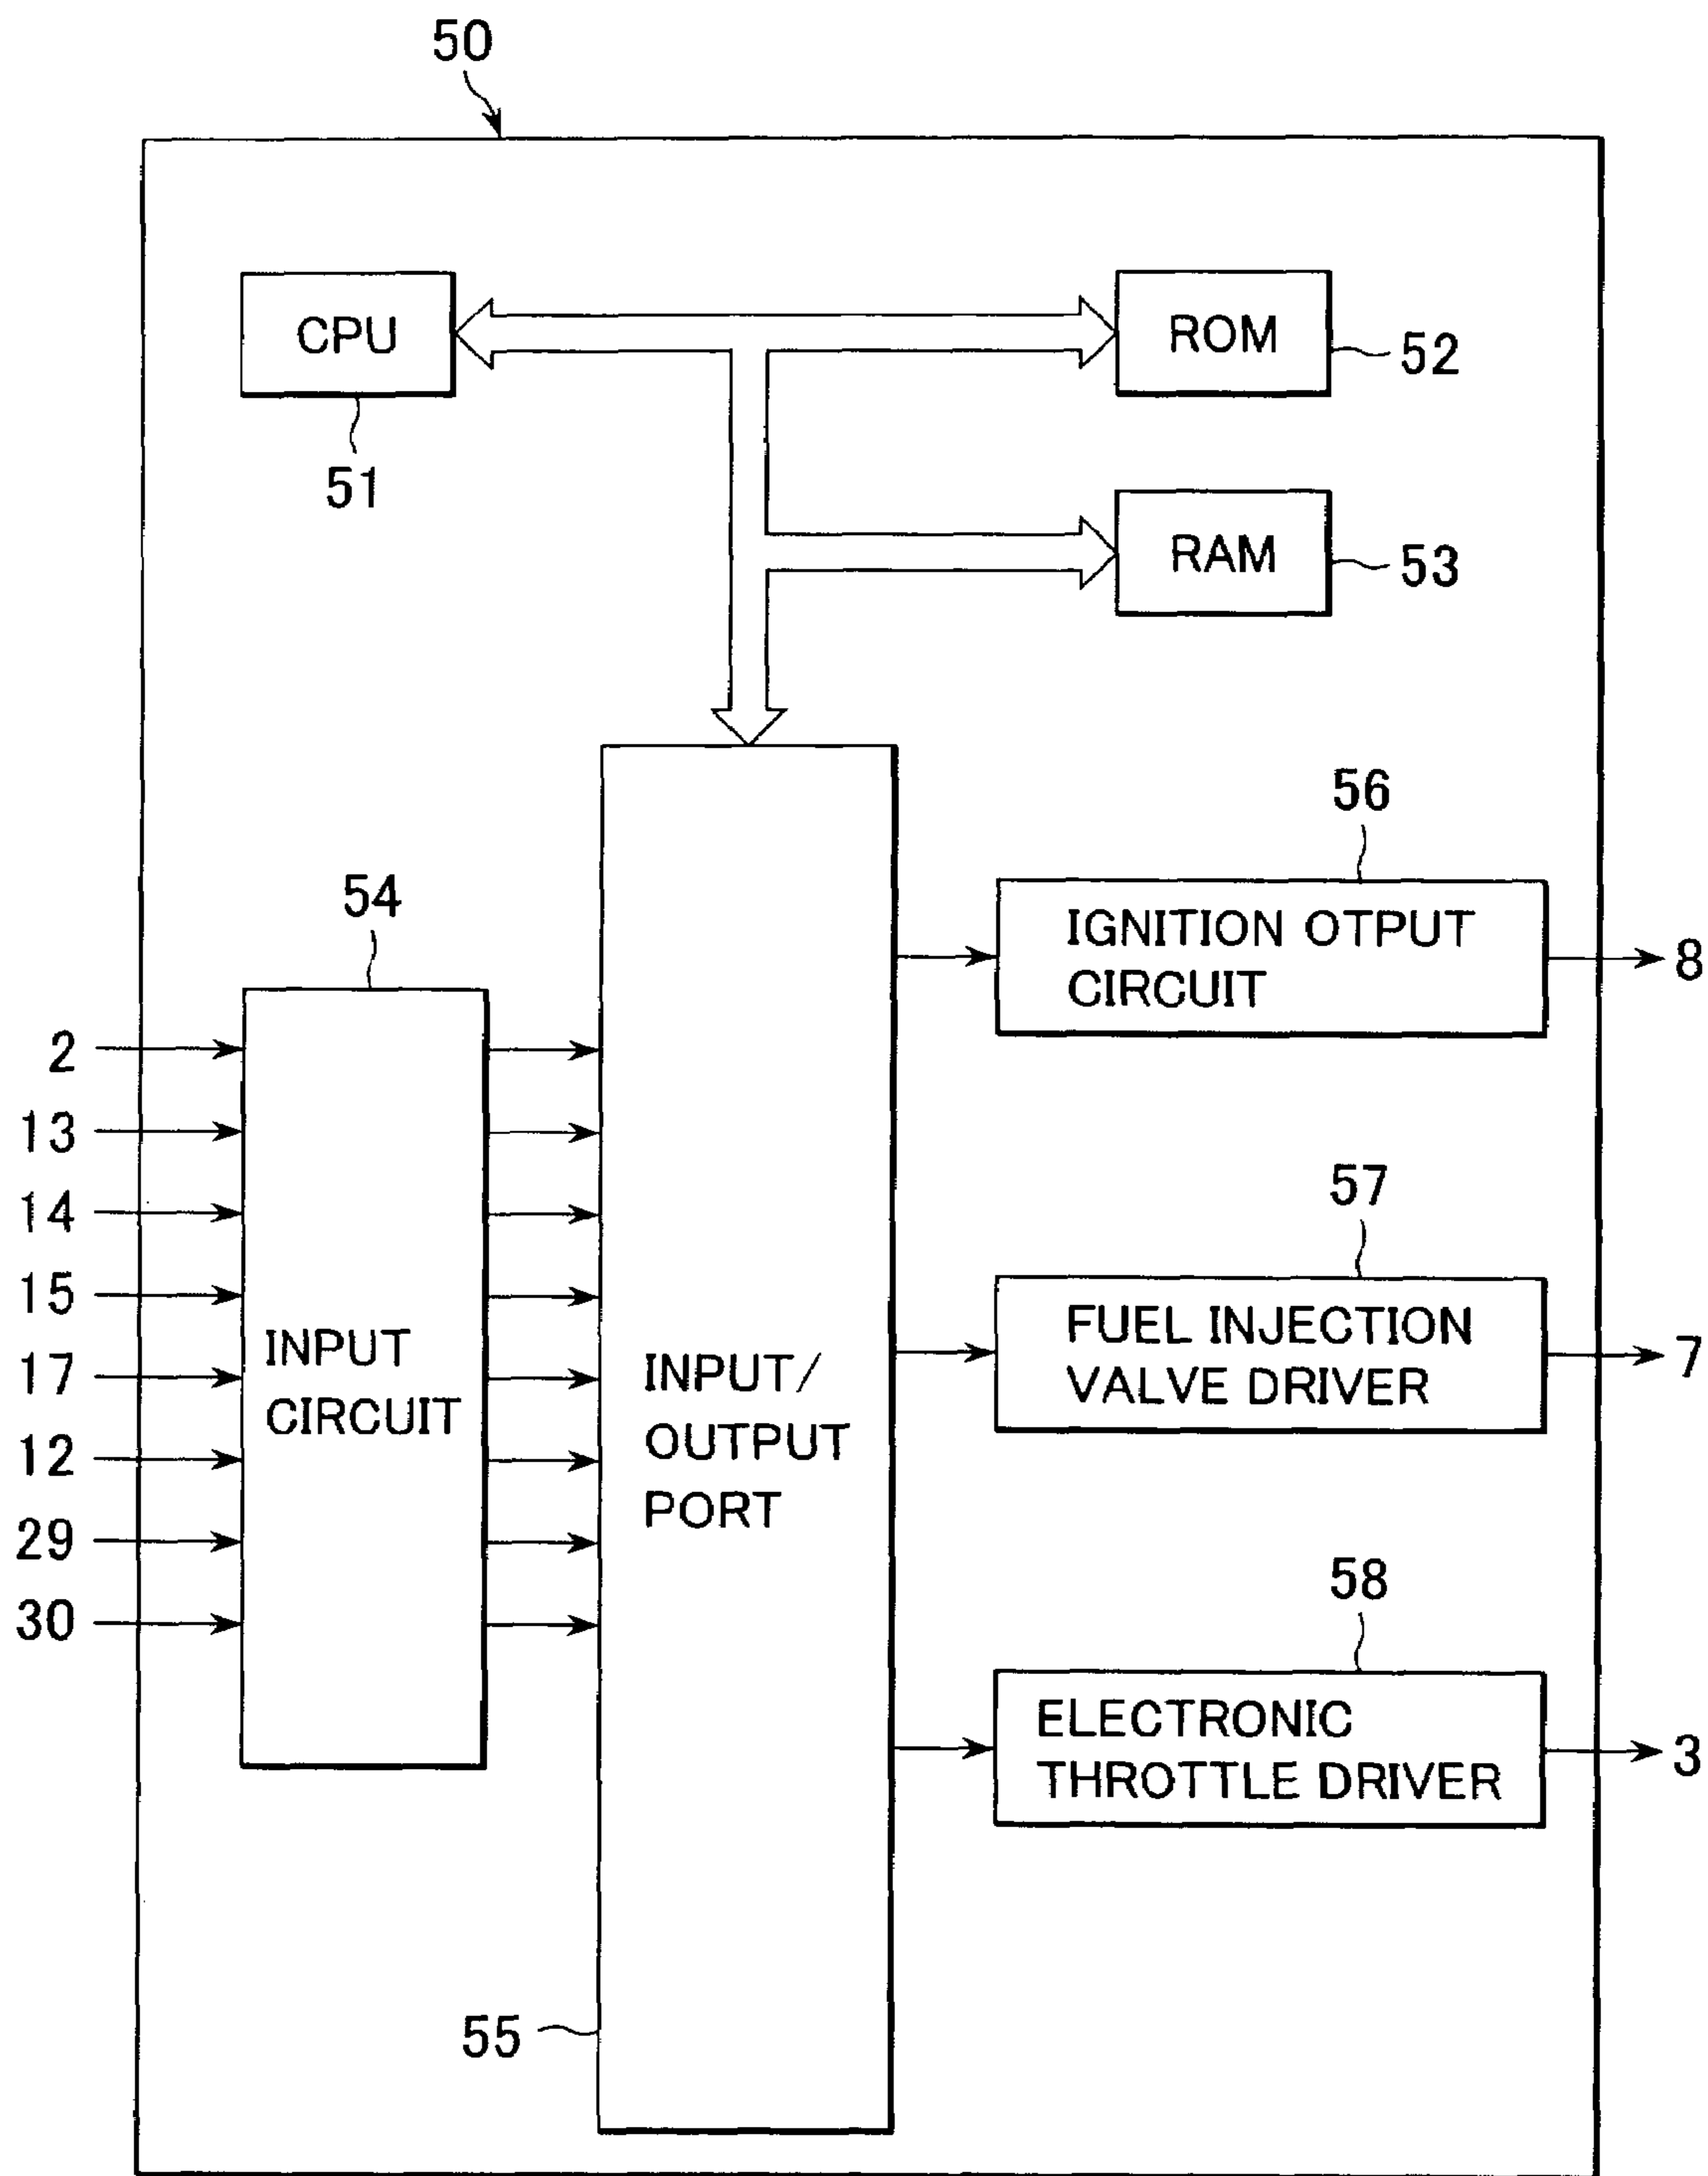 50
CPU
51
ROM
52
RAM
53
54
INPUT
CIRCUIT
2
13
14
15
17
12
29
30
INPUT/
OUTPUT
PORT
55
56
IGNITION OTPUT
CIRCUIT
8
57
FUEL INJECTION
VALVE DRIVER
7
58
ELECTRONIC
THROTTLE DRIVER
3